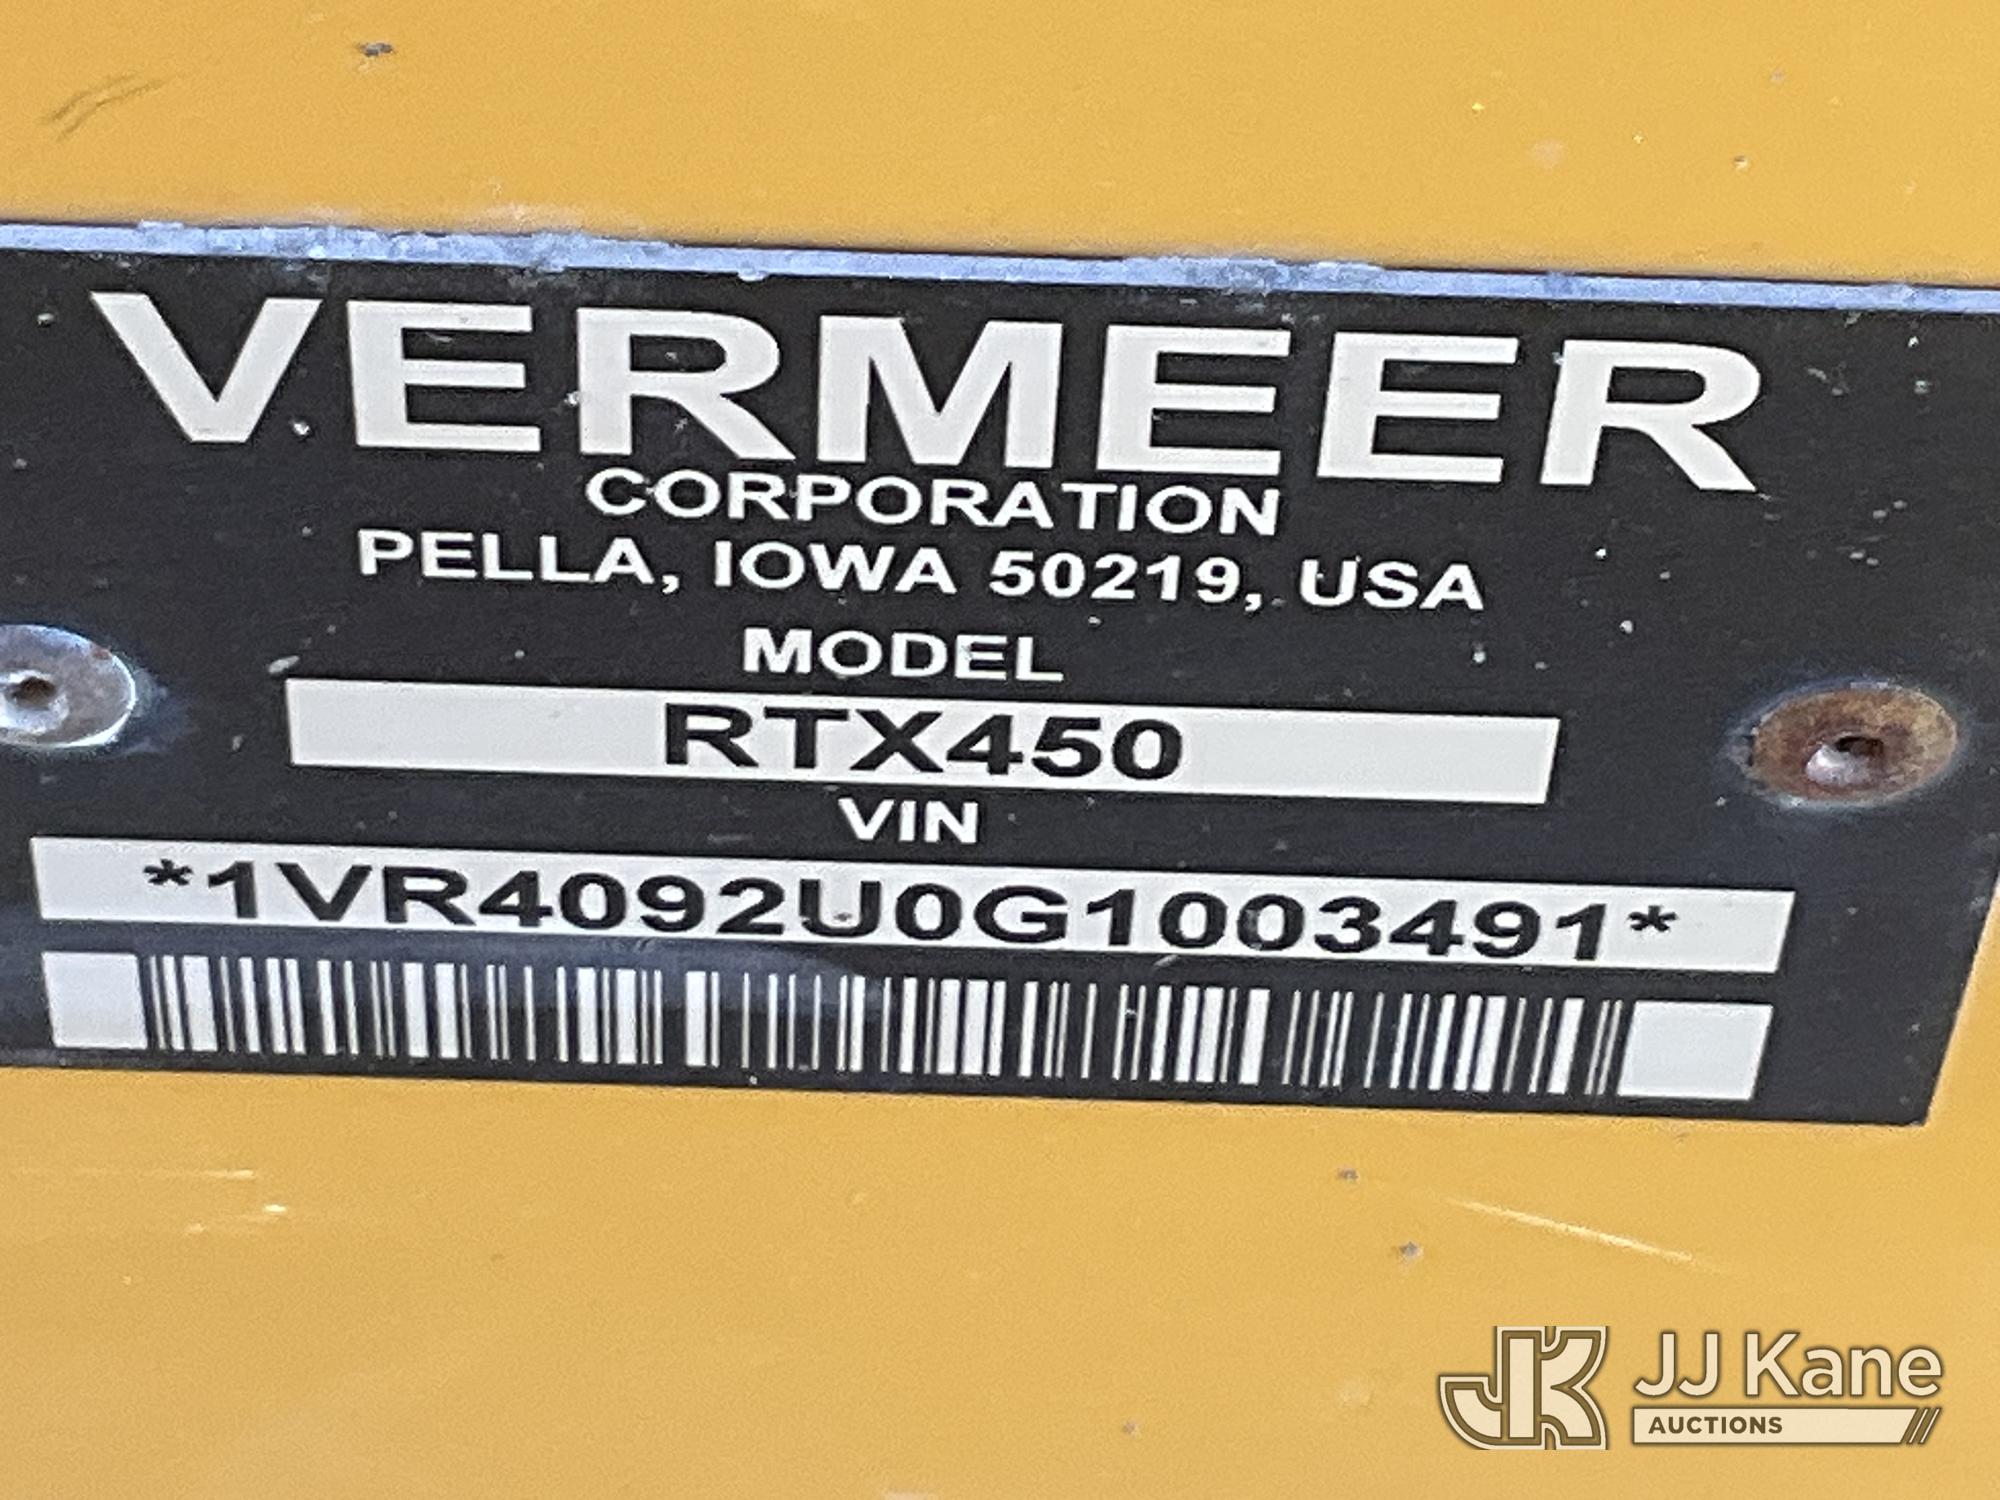 VERMEER
CORPORATION
PELLA, IOWA 50219, USA
MODEL
RTX450
VIN
*1VR4092U0G1003491*
JJ Kane
AUCTIONS